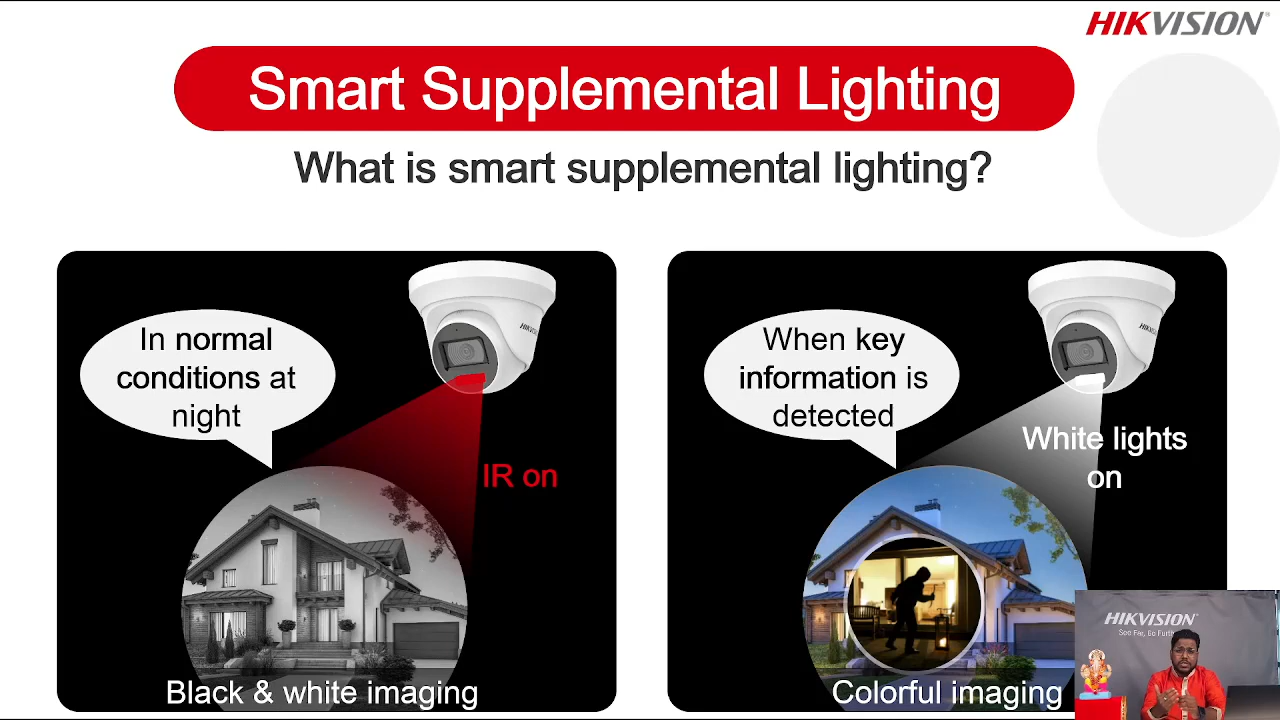 HIKVISION
Smart Supplemental Lighting
What is smart supplemental lighting?
In normal
conditions at
night
IR on
Black & white imaging
When key
information is
detected
White lights
on
Colorful imaging
HIKVISION